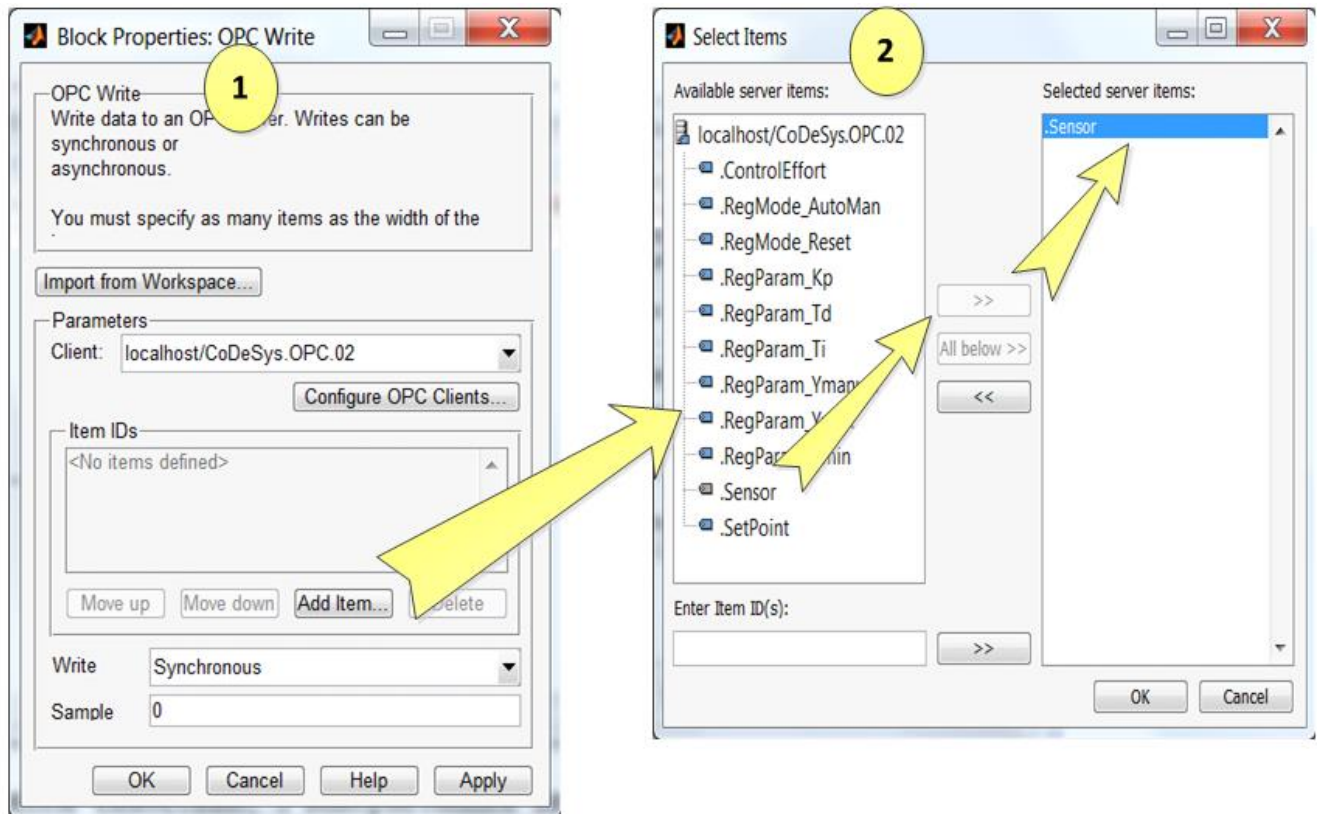 Block Properties: OPC Write
1
OPC Write
Write data to an OP er. Writes can be
synchronous or
asynchronous.
You must specify as many items as the width of the
Import from Workspace...
Parameters
Client: localhost/CoDeSys.OPC.02
Configure OPC Clients...
Item IDs
<No items defined>
Move up Move down Add Item... Delete
Write Synchronous
Sample 0
OK Cancel Help Apply
Select Items
2
Available server items:
localhost/CoDeSys.OPC.02
.ControlEffort
.RegMode_AutoMan
.RegMode_Reset
.RegParam_Kp
.RegParam_Td
.RegParam_Ti
.RegParam_Ymanu
.RegParam_Y
.RegPara min
.Sensor
.SetPoint
Enter Item ID(s):
>>
All below >>
<<
>>
Selected server items:
.Sensor
OK Cancel